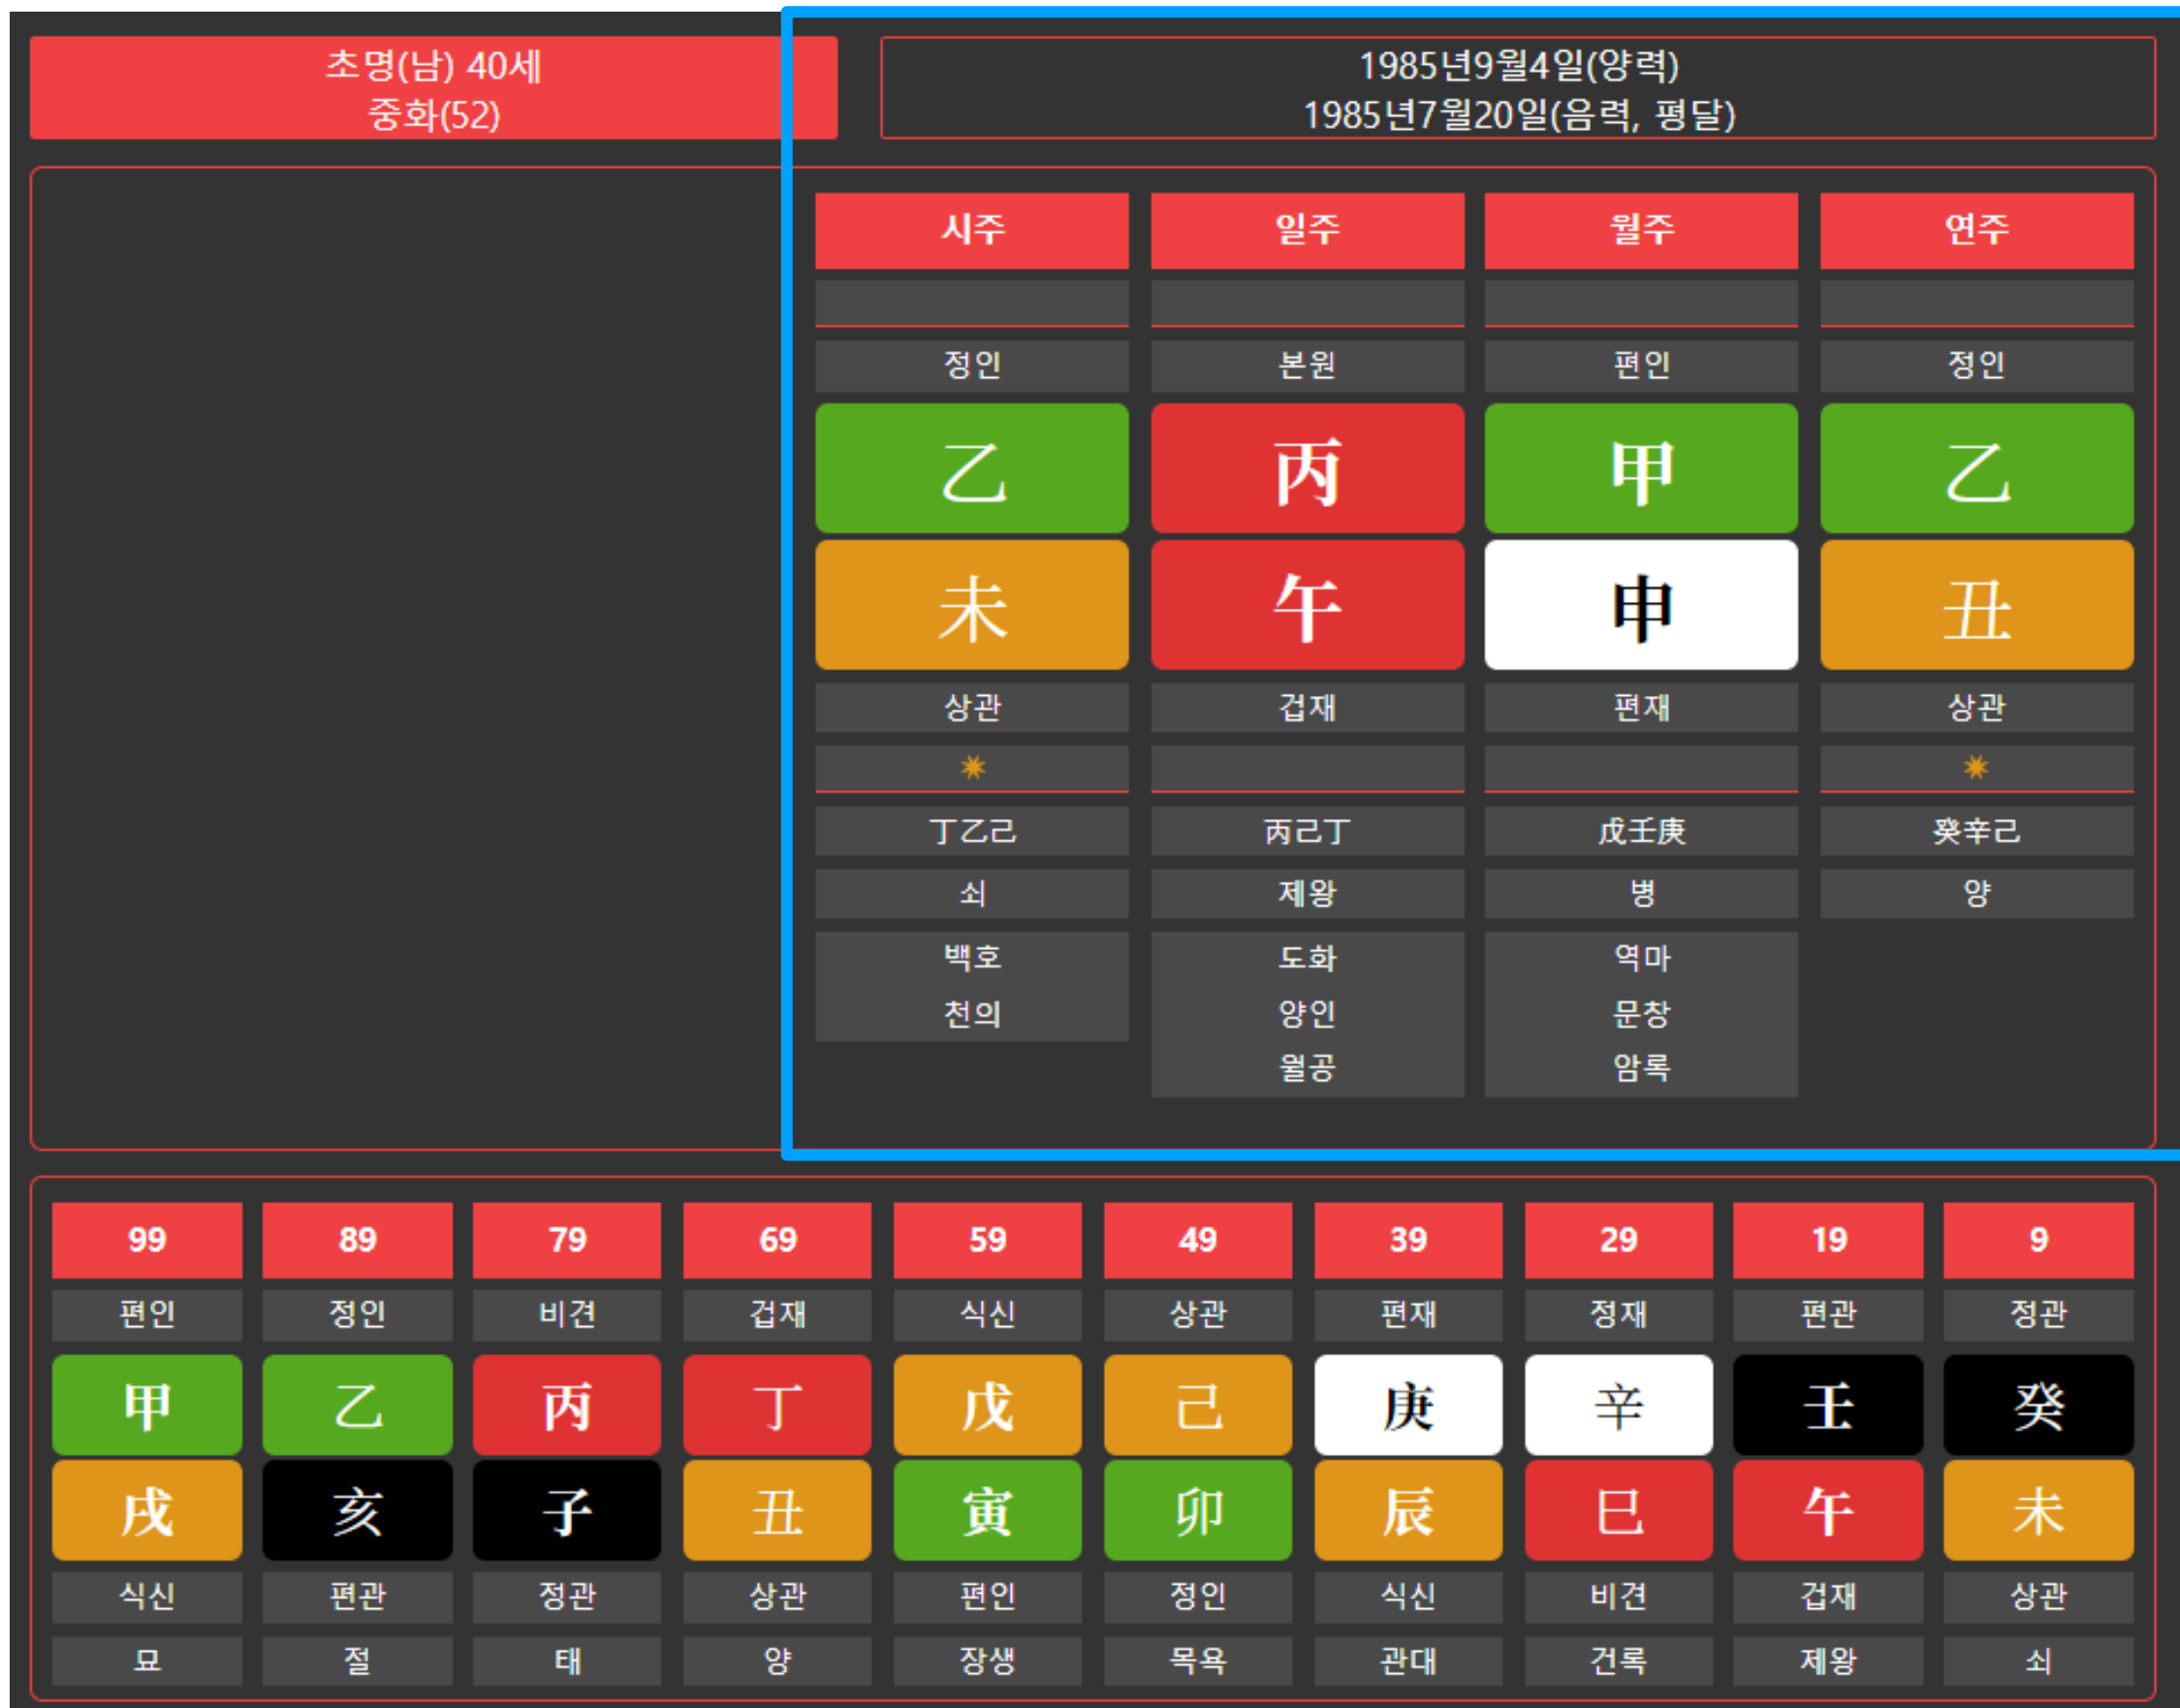 초명(남) 40세
중화(52)
1985년9월4일(양력)
1985년7월20일(음력, 평달)
시주 일주 월주 연주
정인 본원 편인 정인
乙 丙 甲 乙
未 午 申 丑
상관 겁재 편재 상관
丁乙己 丙己丁 戊壬庚 癸辛己
쇠 제왕 병 양
백호 도화 역마
천의 양인 문창
월공 암록
99 89 79 69 59 49 39 29 19 9
편인 정인 비견 겁재 식신 상관 편재 정재 편관 정관
甲 乙 丙 丁 戊 己 庚 辛 壬 癸
戌 亥 子 丑 寅 卯 辰 巳 午 未
식신 편관 정관 상관 편인 정인 식신 비견 겁재 상관
묘 절 태 양 장생 목욕 관대 건록 제왕 쇠